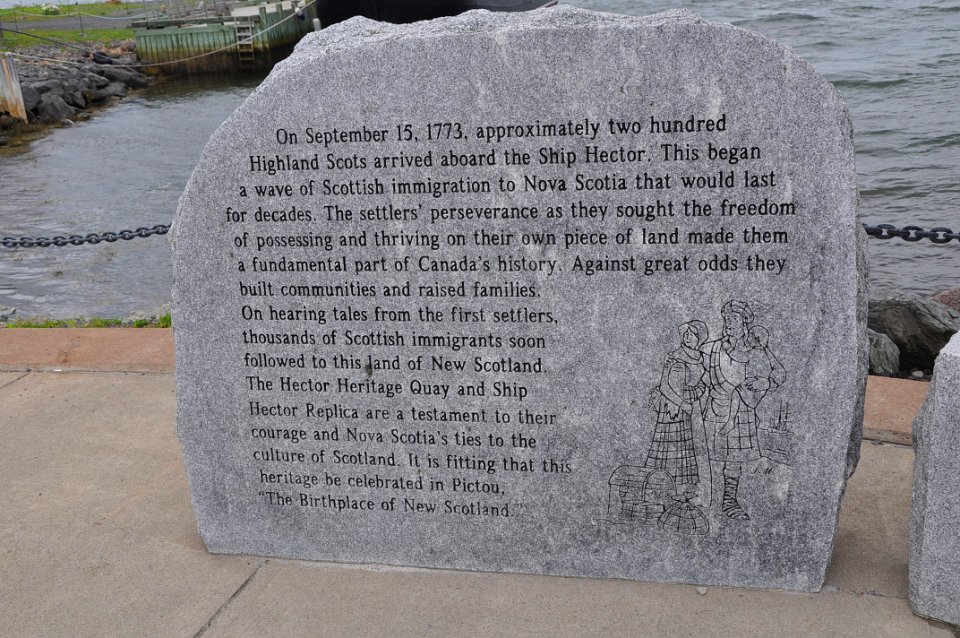 On September 15, 1773, approximately two hundred
Highland Scots arrived aboard the Ship Hector. This began
a wave of Scottish immigration to Nova Scotia that would last
for decades. The settlers' perseverance as they sought the freedom
of possessing and thriving on their own piece of land made them
a fundamental part of Canada's history. Against great odds they
built communities and raised families.
On hearing tales from the first settlers,
thousands of Scottish immigrants soon
followed to this land of New Scotland.
The Hector Heritage Quay and Ship
Hector Replica are a testament to their
courage and Nova Scotia's ties to the
culture of Scotland. It is fitting that this
heritage be celebrated in Pictou,
"The Birthplace of New Scotland."